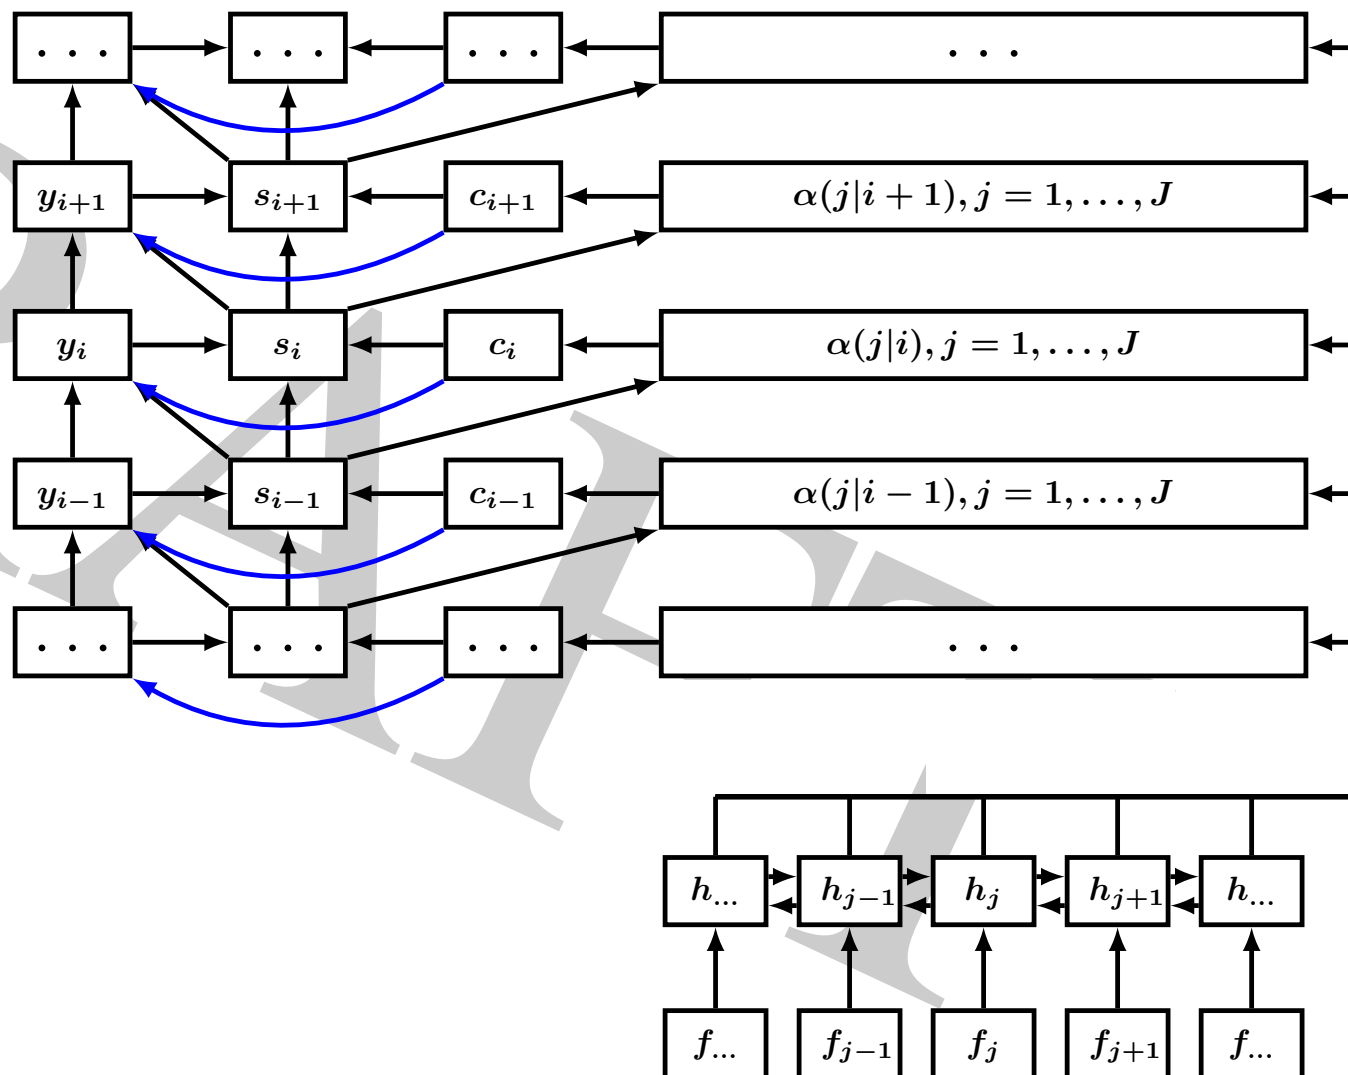 . . . . . . . . . . . .
y_{i+1} s_{i+1} c_{i+1} α(j|i + 1), j = 1, . . . , J
y_i s_i c_i α(j|i), j = 1, . . . , J
y_{i−1} s_{i−1} c_{i−1} α(j|i − 1), j = 1, . . . , J
. . . . . . . . . . . .
h_{...} h_{j−1} h_j h_{j+1} h_{...}
f_{...} f_{j−1} f_j f_{j+1} f_{...}